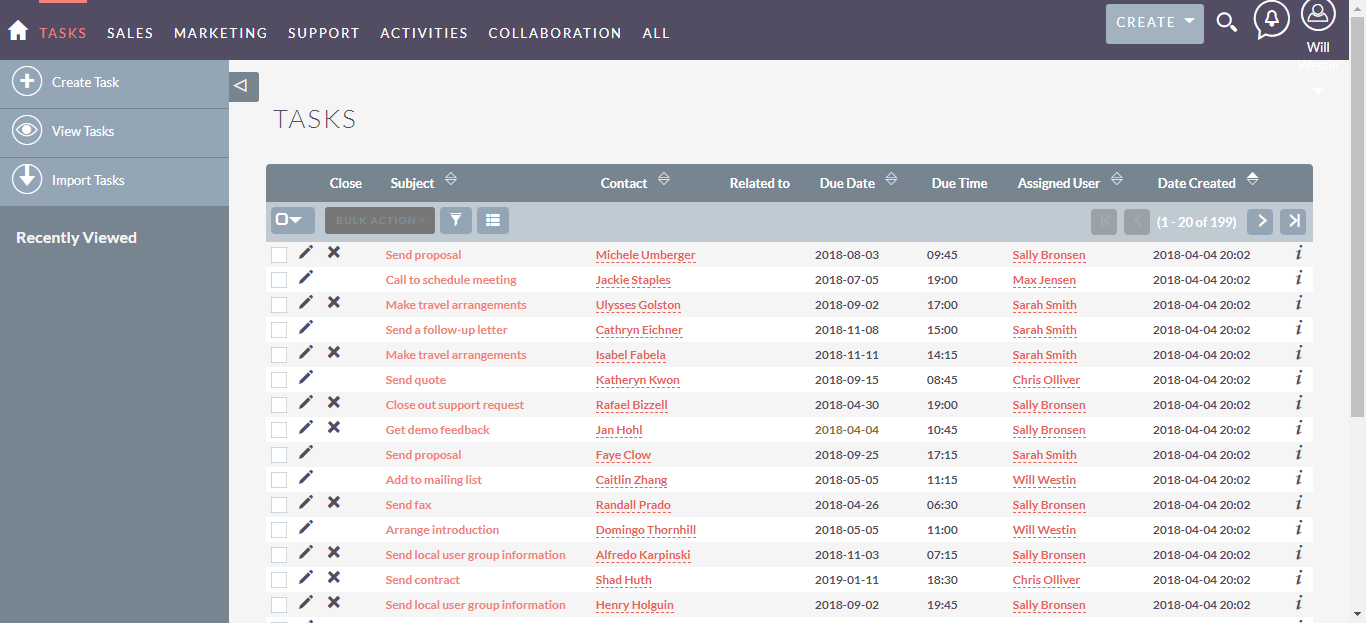 TASKS SALES MARKETING SUPPORT ACTIVITIES COLLABORATION ALL CREATE
Will
Westin
Create Task
View Tasks
Import Tasks
Recently Viewed
TASKS
Close Subject Contact Related to Due Date Due Time Assigned User Date Created
BULK ACTION (1 - 20 of 199)
Send proposal Michele Umberger 2018-08-03 09:45 Sally Bronsen 2018-04-04 20:02
Call to schedule meeting Jackie Staples 2018-07-05 19:00 Max Jensen 2018-04-04 20:02
Make travel arrangements Ulysses Golston 2018-09-02 17:00 Sarah Smith 2018-04-04 20:02
Send a follow-up letter Cathryn Eichner 2018-11-08 15:00 Sarah Smith 2018-04-04 20:02
Make travel arrangements Isabel Fabela 2018-11-11 14:15 Sarah Smith 2018-04-04 20:02
Send quote Katheryn Kwon 2018-09-15 08:45 Chris Olliver 2018-04-04 20:02
Close out support request Rafael Bizzell 2018-04-30 19:00 Sally Bronsen 2018-04-04 20:02
Get demo feedback Jan Hohl 2018-04-04 10:45 Sally Bronsen 2018-04-04 20:02
Send proposal Faye Clow 2018-09-25 17:15 Sarah Smith 2018-04-04 20:02
Add to mailing list Caitlin Zhang 2018-05-05 11:15 Will Westin 2018-04-04 20:02
Send fax Randall Prado 2018-04-26 06:30 Sally Bronsen 2018-04-04 20:02
Arrange introduction Domingo Thornhill 2018-05-05 11:00 Will Westin 2018-04-04 20:02
Send local user group information Alfredo Karpinski 2018-11-03 07:15 Sally Bronsen 2018-04-04 20:02
Send contract Shad Huth 2019-01-11 18:30 Chris Olliver 2018-04-04 20:02
Send local user group information Henry Holguin 2018-09-02 19:45 Sally Bronsen 2018-04-04 20:02